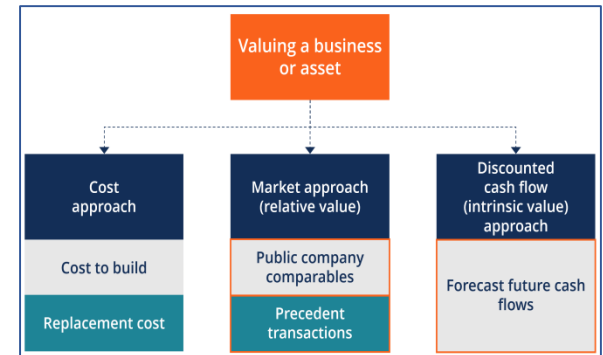 Valuing a business
or asset
Cost
approach
Cost to build
Replacement cost
Market approach
(relative value)
Public company
comparables
Precedent
transactions
Discounted
cash flow
(intrinsic value)
approach
Forecast future cash
flows